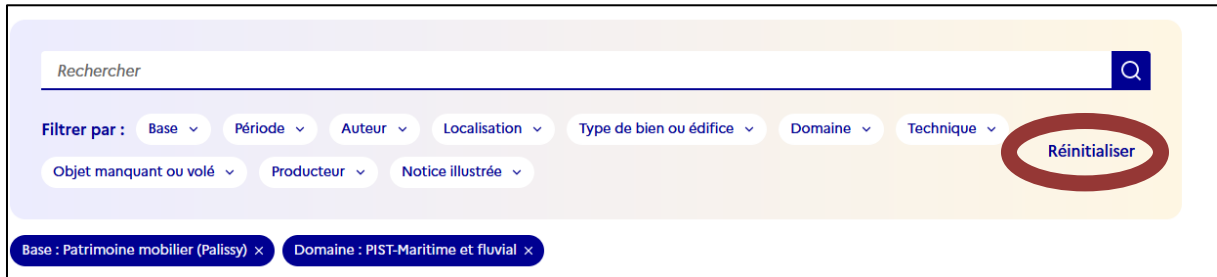 Rechercher
Filtrer par : Base Période Auteur Localisation Type de bien ou édifice Domaine Technique
Réinitialiser
Objet manquant ou volé Producteur Notice illustrée
Base : Patrimoine mobilier (Palissy) × Domaine : PIST-Maritime et fluvial ×